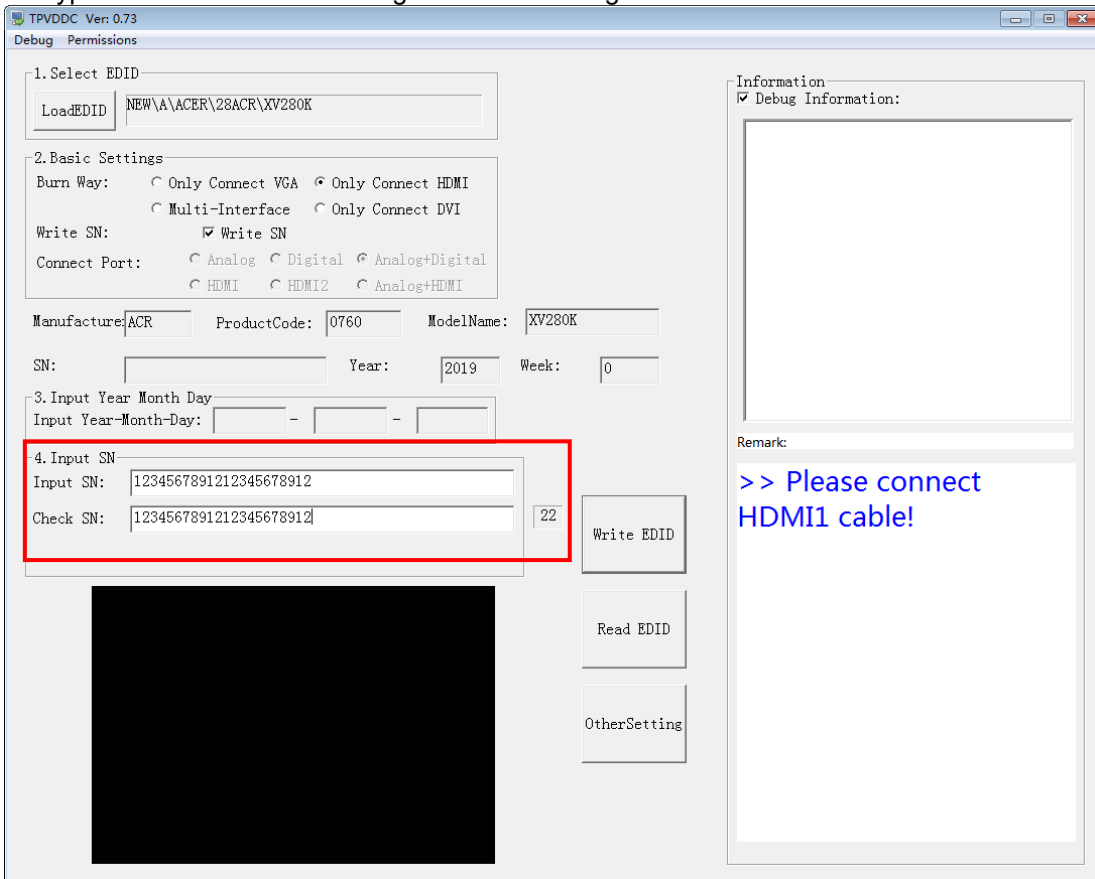 TPVDDC Ver: 0.73
Debug Permissions
1.Select EDID
LoadEDID NEW\A\ACER\28ACR\XV280K
2.Basic Settings
Burn Way: Only Connect VGA Only Connect HDMI
Multi-Interface Only Connect DVI
Write SN: Write SN
Connect Port: Analog Digital Analog+Digital
HDMI HDMI2 Analog+HDMI
Manufacture: ACR ProductCode: 0760 ModelName: XV280K
SN: Year: 2019 Week: 0
3.Input Year Month Day
Input Year-Month-Day: - -
4.Input SN
Input SN: 1234567891212345678912
Check SN: 1234567891212345678912 22
Write EDID
Read EDID
OtherSetting
Information
Debug Information:
Remark:
>> Please connect
HDMI1 cable!